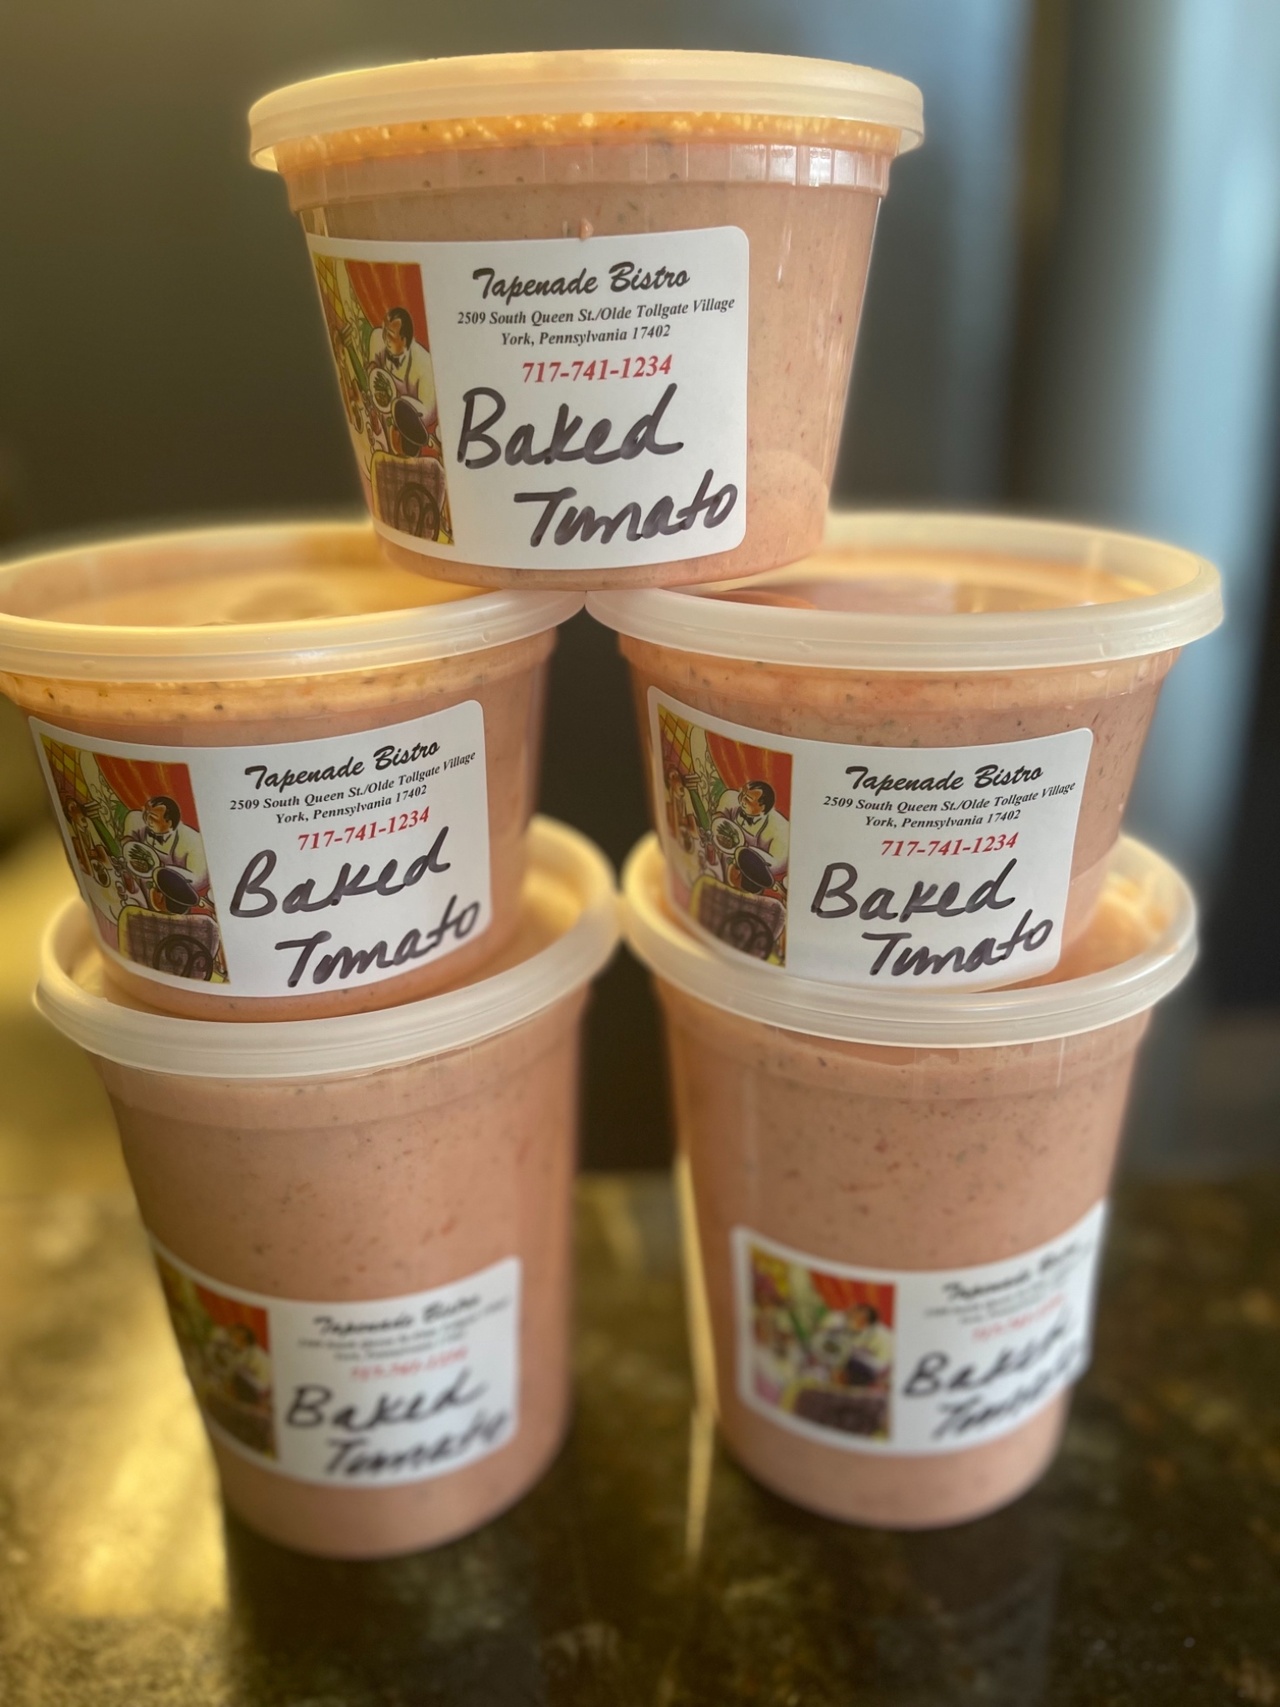 Tapenade Bistro
2509 South Queen St./Olde Tollgate Village
York, Pennsylvania 17402
717-741-1234
Baked
Tomato
Tapenade Bistro
2509 South Queen St./Olde Tollgate Village
York, Pennsylvania 17402
717-741-1234
Baked
Tomato
Tapenade Bistro
2509 South Queen St./Olde Tollgate Village
York, Pennsylvania 17402
717-741-1234
Baked
Tomato
Tapenade Bistro
Baked
Tomato
Tapenade Bistro
Baked
Tomato